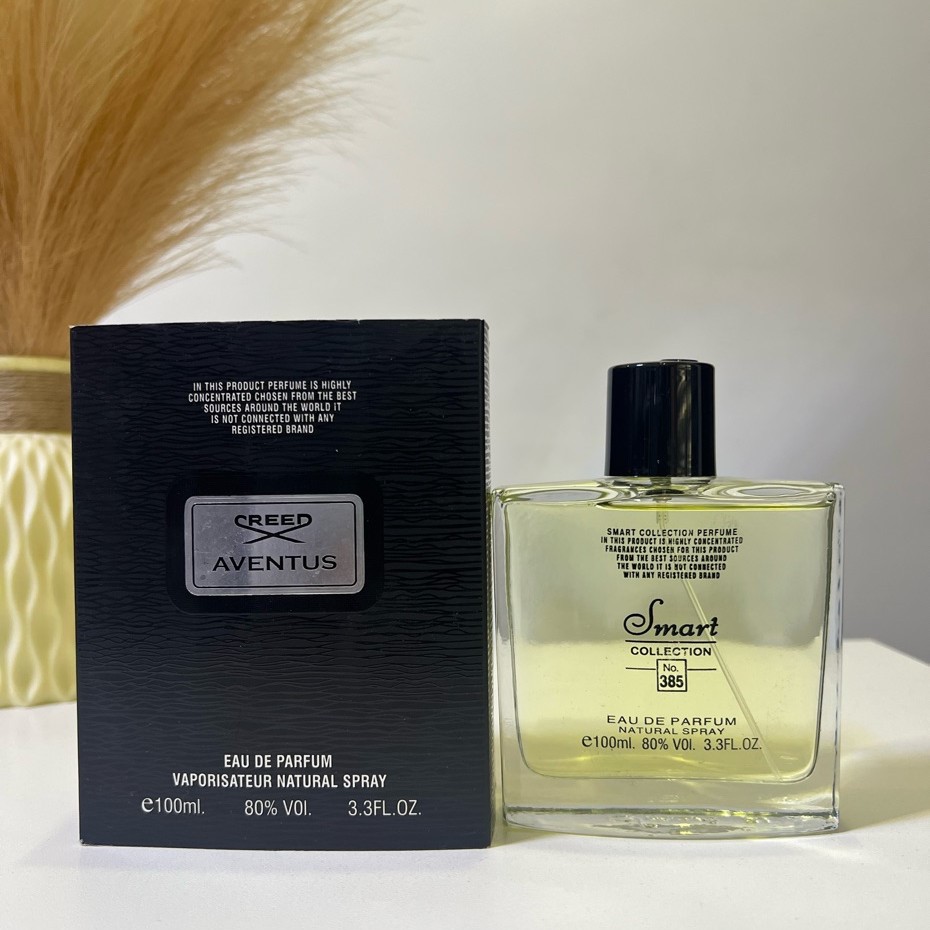 IN THIS PRODUCT PERFUME IS HIGHLY
CONCENTRATED CHOSEN FROM THE BEST
SOURCES AROUND THE WORLD IT
IS NOT CONNECTED WITH ANY
REGISTERED BRAND
CREED
AVENTUS
EAU DE PARFUM
VAPORISATEUR NATURAL SPRAY
e100ml. 80% VOl. 3.3FL.OZ.
SMART COLLECTION PERFUME
IN THIS PRODUCT IS HIGHLY CONCENTRATED
FRAGRANCES CHOSEN FOR THIS PRODUCT
FROM THE BEST SOURCES AROUND
THE WORLD IT IS NOT CONNECTED
WITH ANY REGISTERED BRAND
Smart
COLLECTION
No.
385
EAU DE PARFUM
NATURAL SPRAY
e100ml. 80% VOl. 3.3FL.OZ.